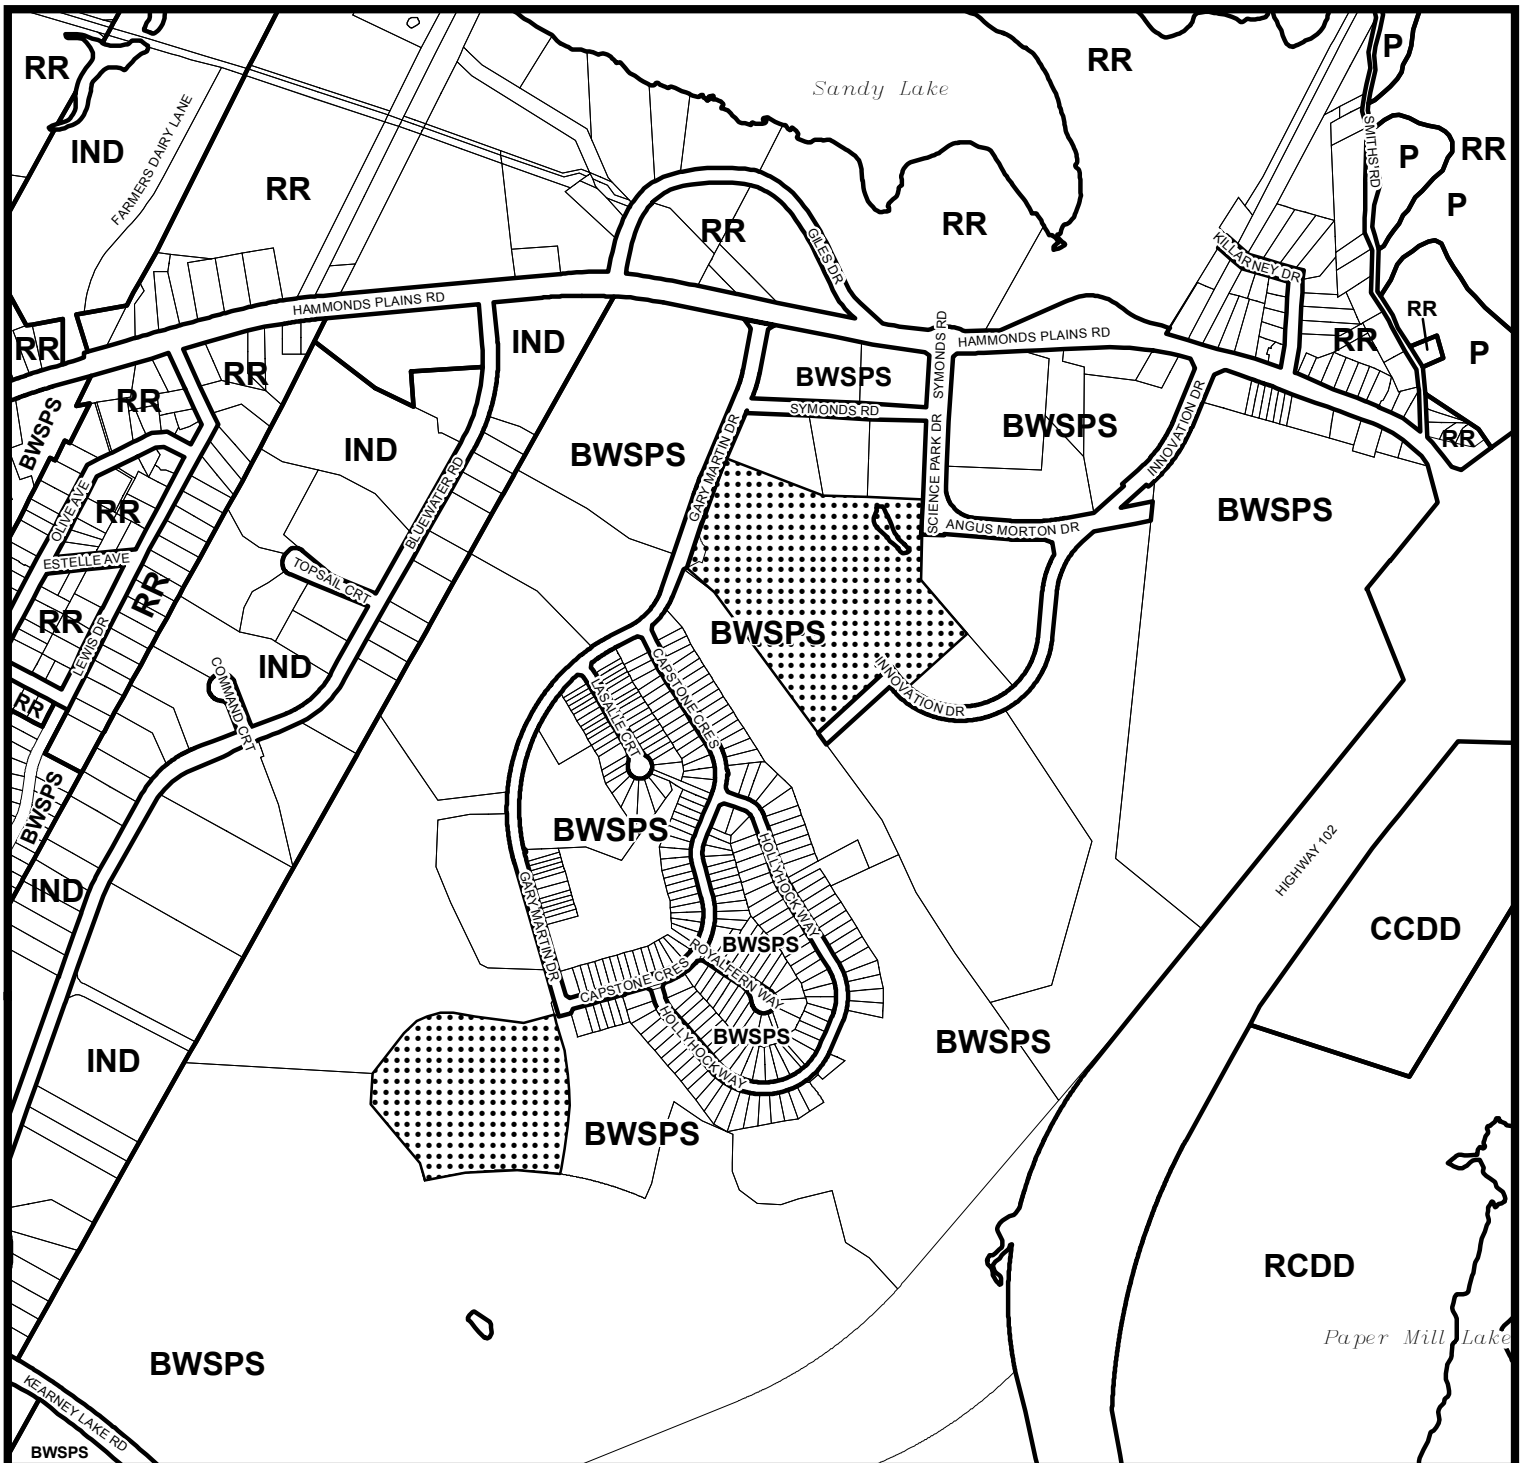 RR
P
RR
Sandy Lake
IND
FARMERS DAIRY LANE
SMITHS RD
P
RR
RR
P
RR
RR
GILES DR
KILLARNEY DR
HAMMONDS PLAINS RD
SYMONDS RD
HAMMONDS PLAINS RD
RR
RR
RR
IND
RR
P
RR
BWSPS
RR
SYMONDS RD
INNOVATION DR
BWSPS
IND
BWSPS
GARY MARTIN DR
SCIENCE PARK DR
BWSPS
RR
OLIVE AVE
RR
BLUEWATER RD
BWSPS
ANGUS MORTON DR
ESTELLE AVE
TOPSAIL CRT
RR
RR
LEWIS DR
BWSPS
COMMAND CRT
IND
CAPSTONE CRES
LASALLE CRT
INNOVATION DR
RR
BWSPS
BWSPS
HOLLYHOCK WAY
HIGHWAY 102
IND
GARY MARTIN DR
CCDD
BWSPS
ROYALFERN WAY
CAPSTONE CRES
BWSPS
HOLLYHOCK WAY
BWSPS
IND
BWSPS
RCDD
Paper Mill Lake
BWSPS
KEARNEY LAKE RD
BWSPS